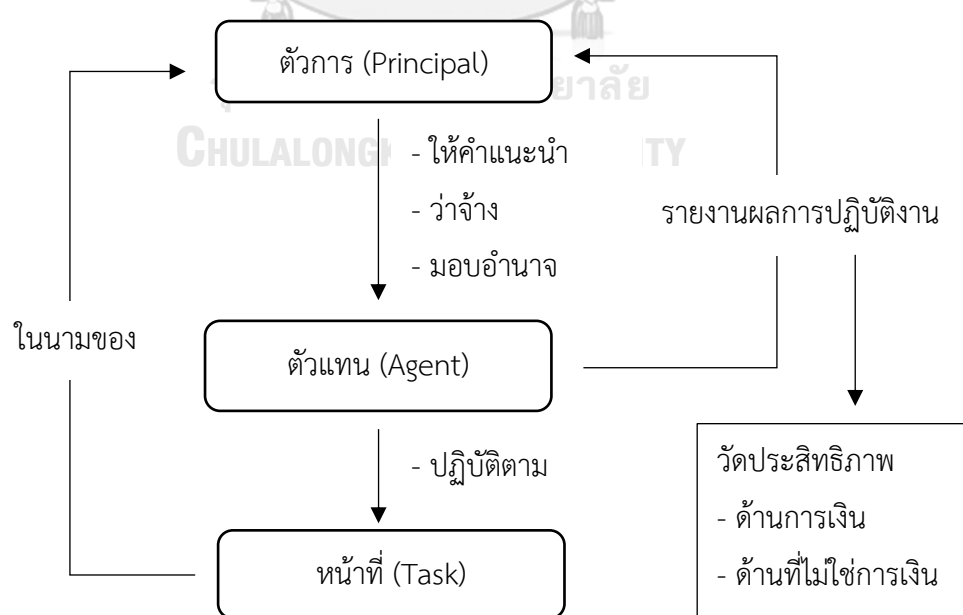 ตัวการ (Principal)
- ให้คำแนะนำ
- ว่าจ้าง
- มอบอำนาจ
รายงานผลการปฏิบัติงาน
ในนามของ
ตัวแทน (Agent)
- ปฏิบัติตาม
วัดประสิทธิภาพ
- ด้านการเงิน
- ด้านที่ไม่ใช่การเงิน
หน้าที่ (Task)